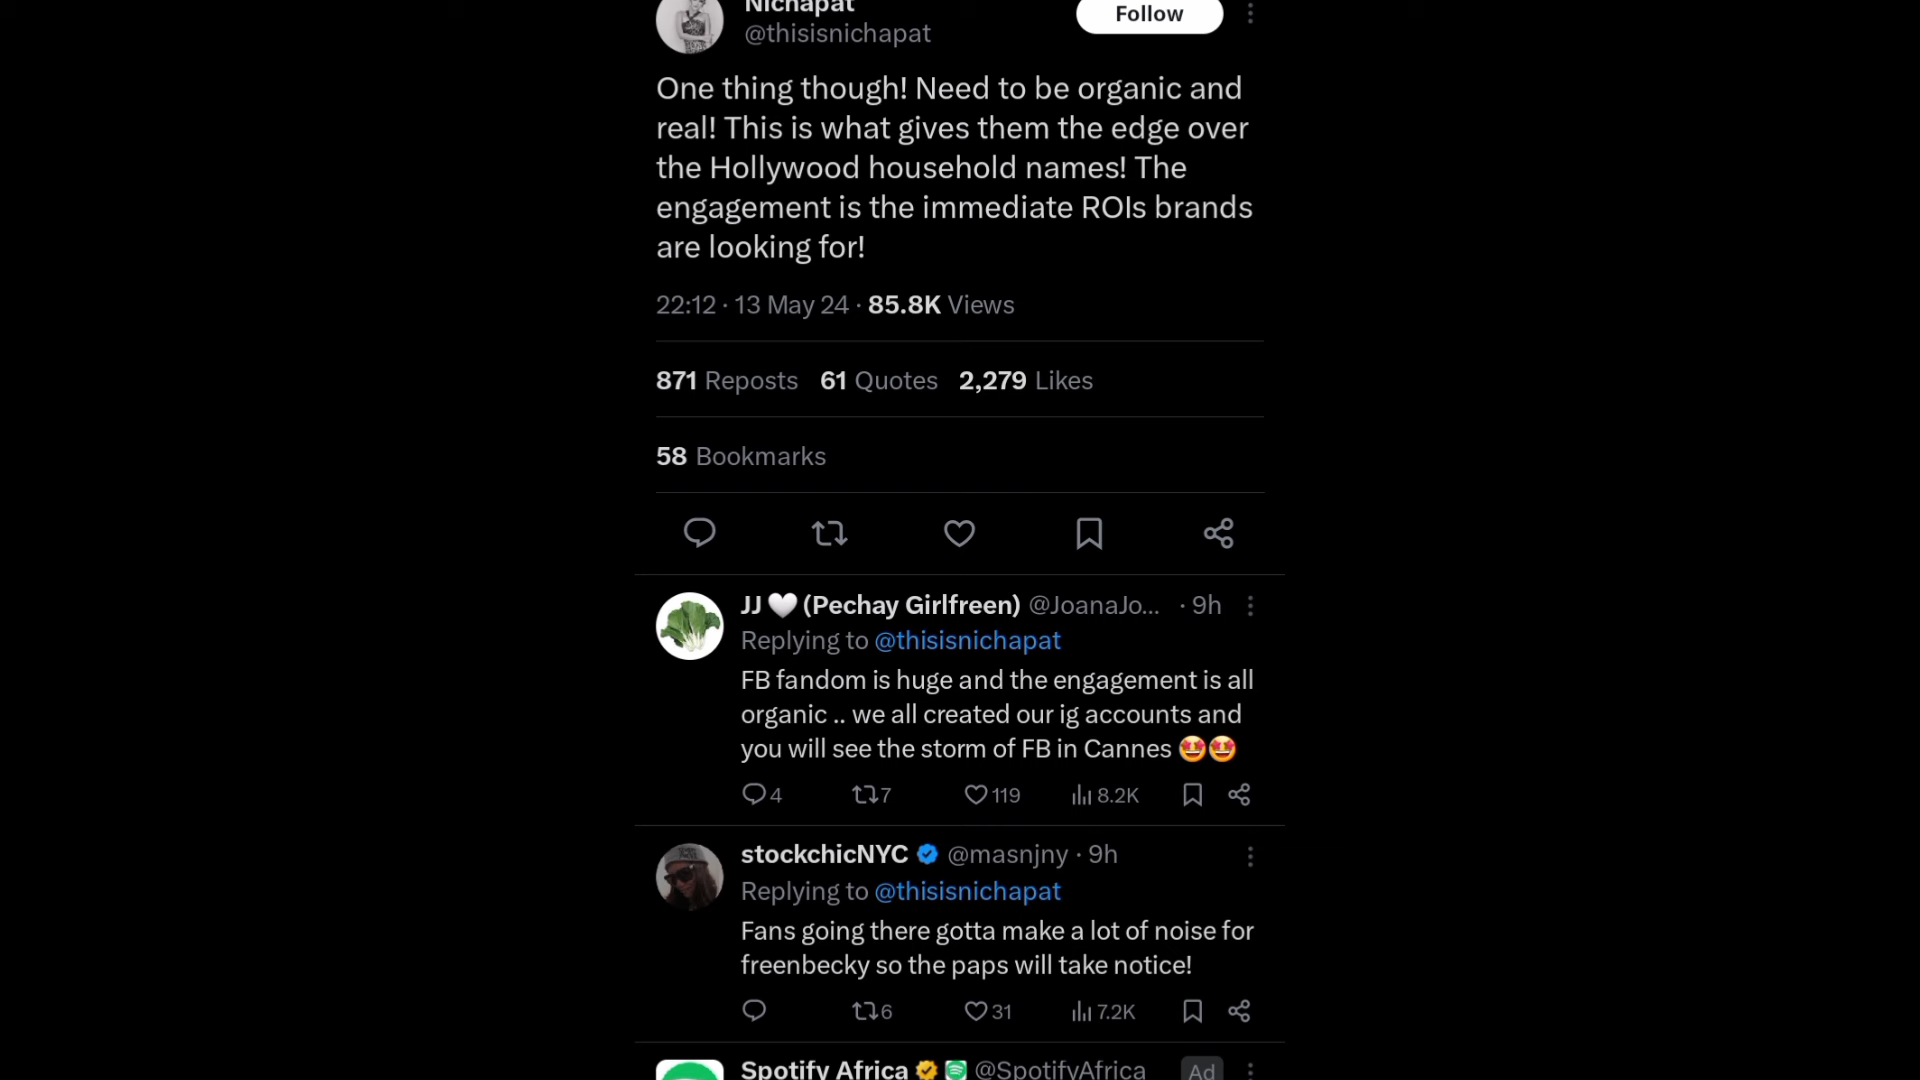 Nichapat
Follow
@thisisnichapat
One thing though! Need to be organic and
real! This is what gives them the edge over
the Hollywood household names! The
engagement is the immediate ROIs brands
are looking for!
22:12 · 13 May 24 · 85.8K Views
871 Reposts 61 Quotes 2,279 Likes
58 Bookmarks
JJ 🤍 (Pechay Girlfreen) @JoanaJo... · 9h
Replying to @thisisnichapat
FB fandom is huge and the engagement is all
organic .. we all created our ig accounts and
you will see the storm of FB in Cannes 🤩🤩
4 7 119 8.2K
stockchicNYC @masnjny · 9h
Replying to @thisisnichapat
Fans going there gotta make a lot of noise for
freenbecky so the paps will take notice!
6 31 7.2K
Spotify Africa @SpotifyAfrica Ad